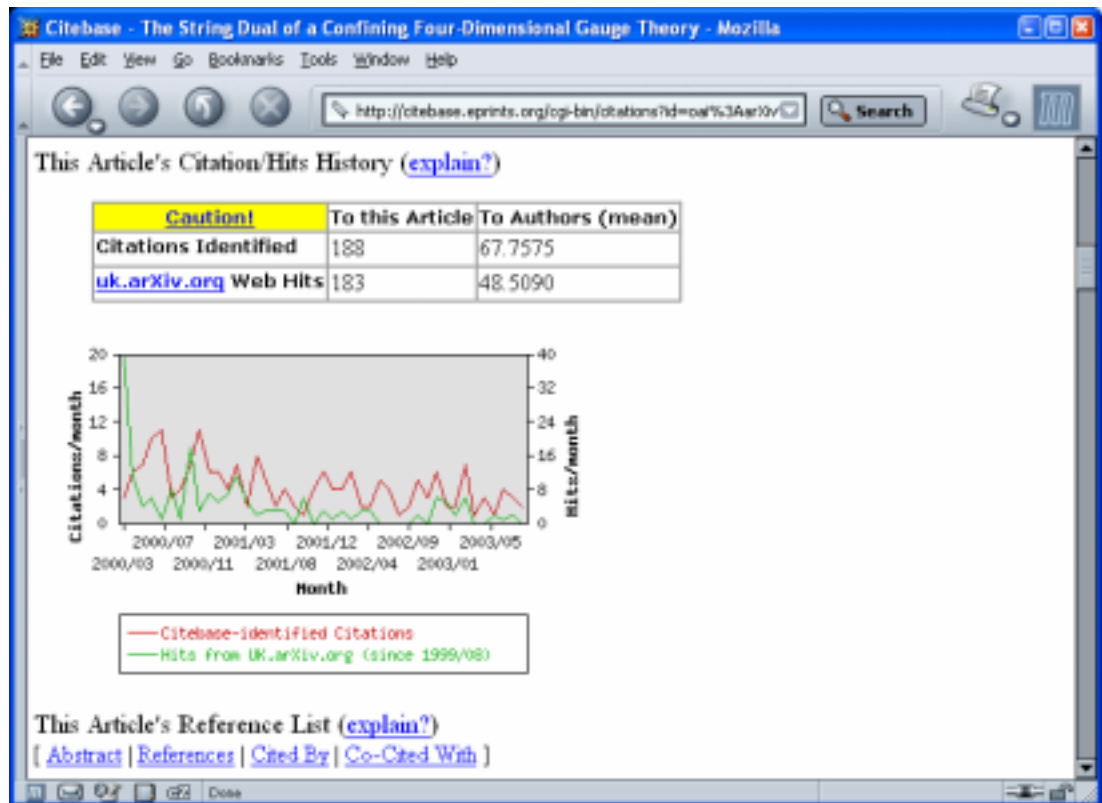 Citebase - The String Dual of a Confining Four-Dimensional Gauge Theory - Mozilla
File Edit View Go Bookmarks Tools Window Help
http://citebase.eprints.org/cgi-bin/citations?id=oai%3AarXiv Search
This Article's Citation/Hits History (explain?)
Caution! To this Article To Authors (mean)
Citations Identified 188 67.7575
uk.arXiv.org Web Hits 183 48.5090
20 40
16 32
12 24
8 16
4 8
0 0
Citations/month
Hits/month
2000/07 2001/03 2001/12 2002/09 2003/05
2000/03 2000/11 2001/08 2002/04 2003/01
Month
Citebase-identified Citations
Hits from UK.arXiv.org (since 1999/08)
This Article's Reference List (explain?)
[ Abstract | References | Cited By | Co-Cited With ]
Done